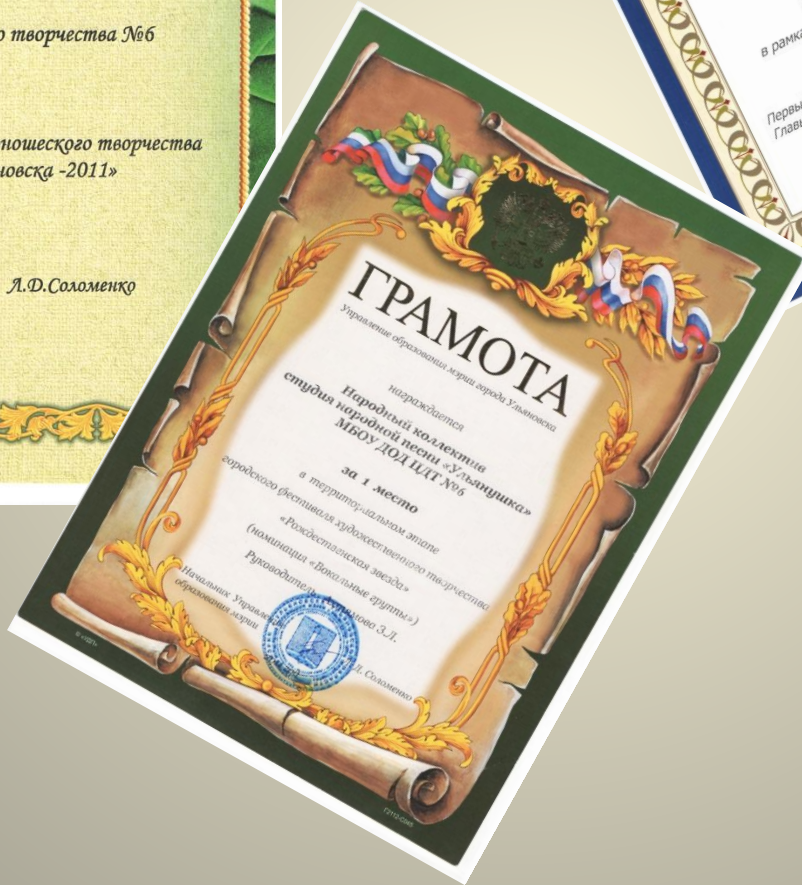 о творчества №6
ношеского творчества
новска -2011»
Л.Д.Соломенко
в рамка
Первы
Главы
ГРАМОТА
Управление образования мэрии города Ульяновска
награждается
Народный коллектив
студия народной песни «Ульянушка»
МБОУ ДОД ЦДТ №6
за 1 место
в территориальном этапе
городского фестиваля художественного творчества
«Рождественская звезда»
(номинация «Вокальные группы»)
Руководитель З.Л.
Начальник Управления
образования мэрии
Д. Соломенко